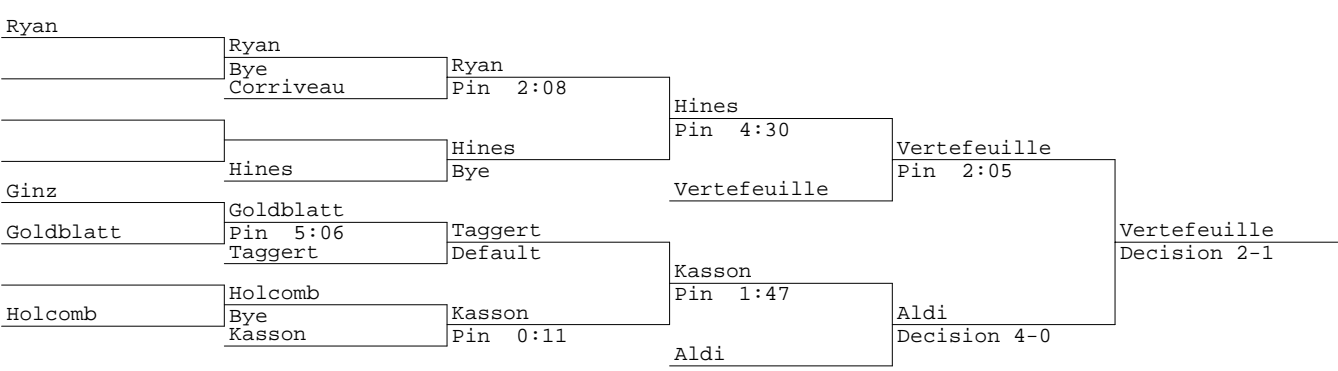 Ryan
Ryan
Bye
Corriveau
Ryan
Pin 2:08
Hines
Pin 4:30
Hines
Hines
Bye
Vertefeuille
Vertefeuille
Pin 2:05
Ginz
Goldblatt
Goldblatt
Pin 5:06
Taggert
Taggert
Default
Vertefeuille
Decision 2-1
Kasson
Pin 1:47
Holcomb
Holcomb
Bye
Kasson
Kasson
Pin 0:11
Aldi
Aldi
Decision 4-0